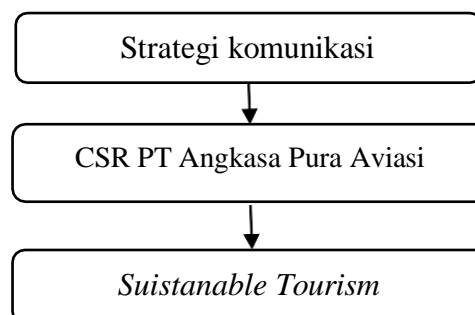 Strategi komunikasi
CSR PT Angkasa Pura Aviasi
Suistanable Tourism